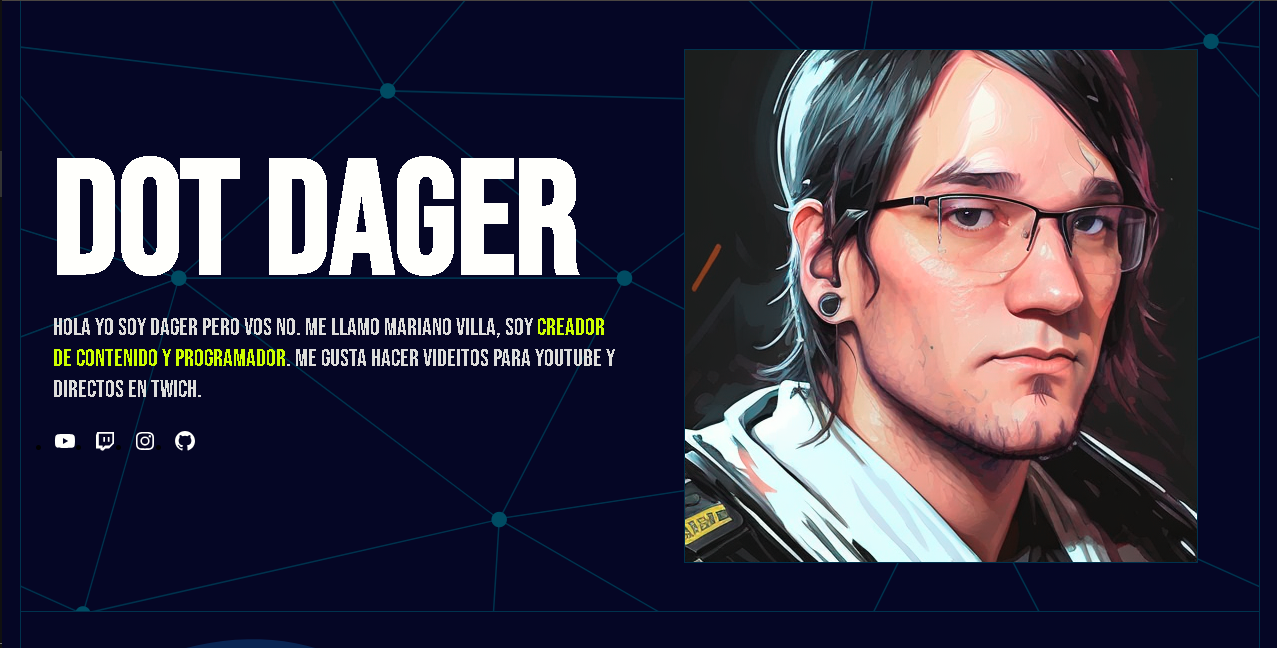 DOT DAGER
HOLA YO SOY DAGER PERO VOS NO. ME LLAMO MARIANO VILLA, SOY CREADOR
DE CONTENIDO Y PROGRAMADOR. ME GUSTA HACER VIDEITOS PARA YOUTUBE Y
DIRECTOS EN TWICH.